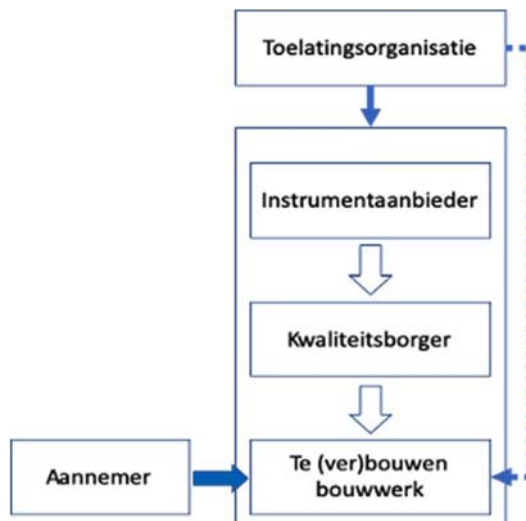 Toelatingsorganisatie
Instrumentaanbieder
Kwaliteitsborger
Aannemer
Te (ver)bouwen
bouwwerk